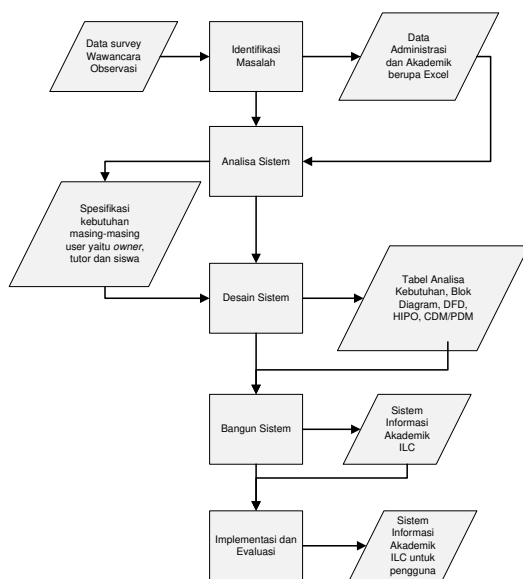 Data survey
Wawancara
Observasi
Identifikasi
Masalah
Data
Administrasi
dan Akademik
berupa Excel
Analisa Sistem
Spesifikasi
kebutuhan
masing-masing
user yaitu owner,
tutor dan siswa
Desain Sistem
Tabel Analisa
Kebutuhan, Blok
Diagram, DFD,
HIPO, CDM/PDM
Bangun Sistem
Sistem
Informasi
Akademik
ILC
Implementasi dan
Evaluasi
Sistem
Informasi
Akademik
ILC untuk
pengguna